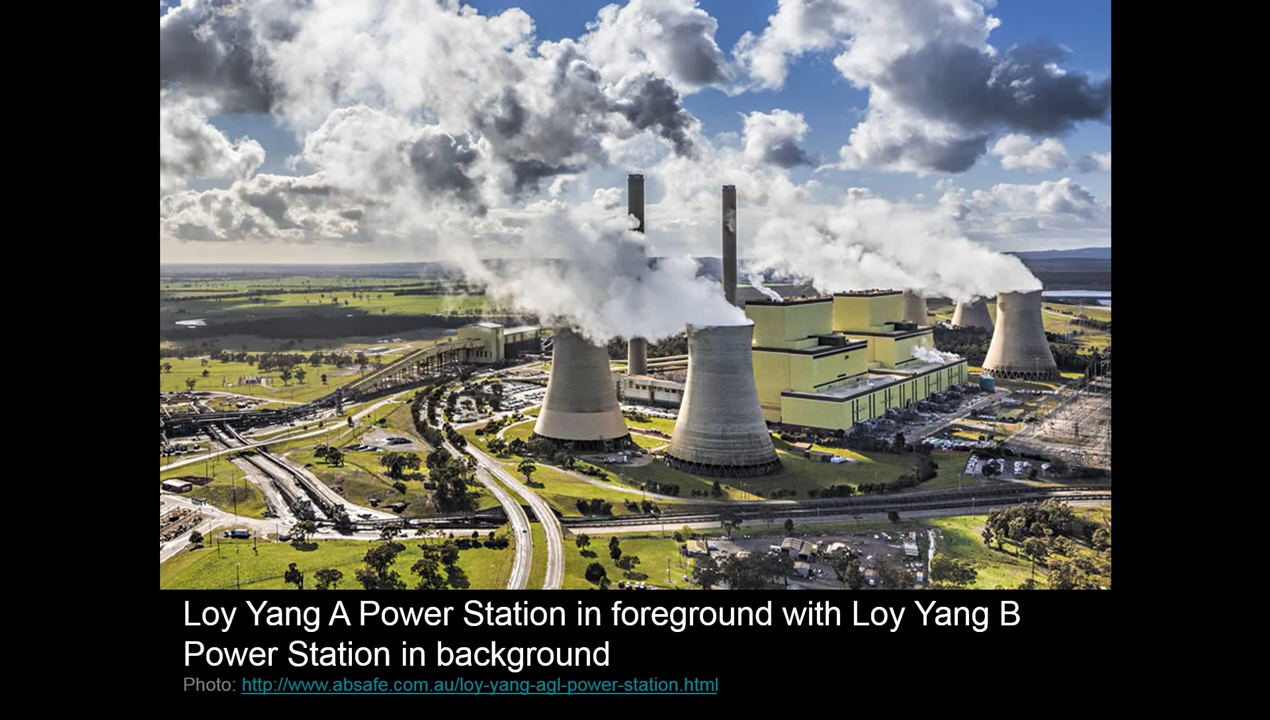 Loy Yang A Power Station in foreground with Loy Yang B
Power Station in background
Photo: http://www.absafe.com.au/loy-yang-agl-power-station.html